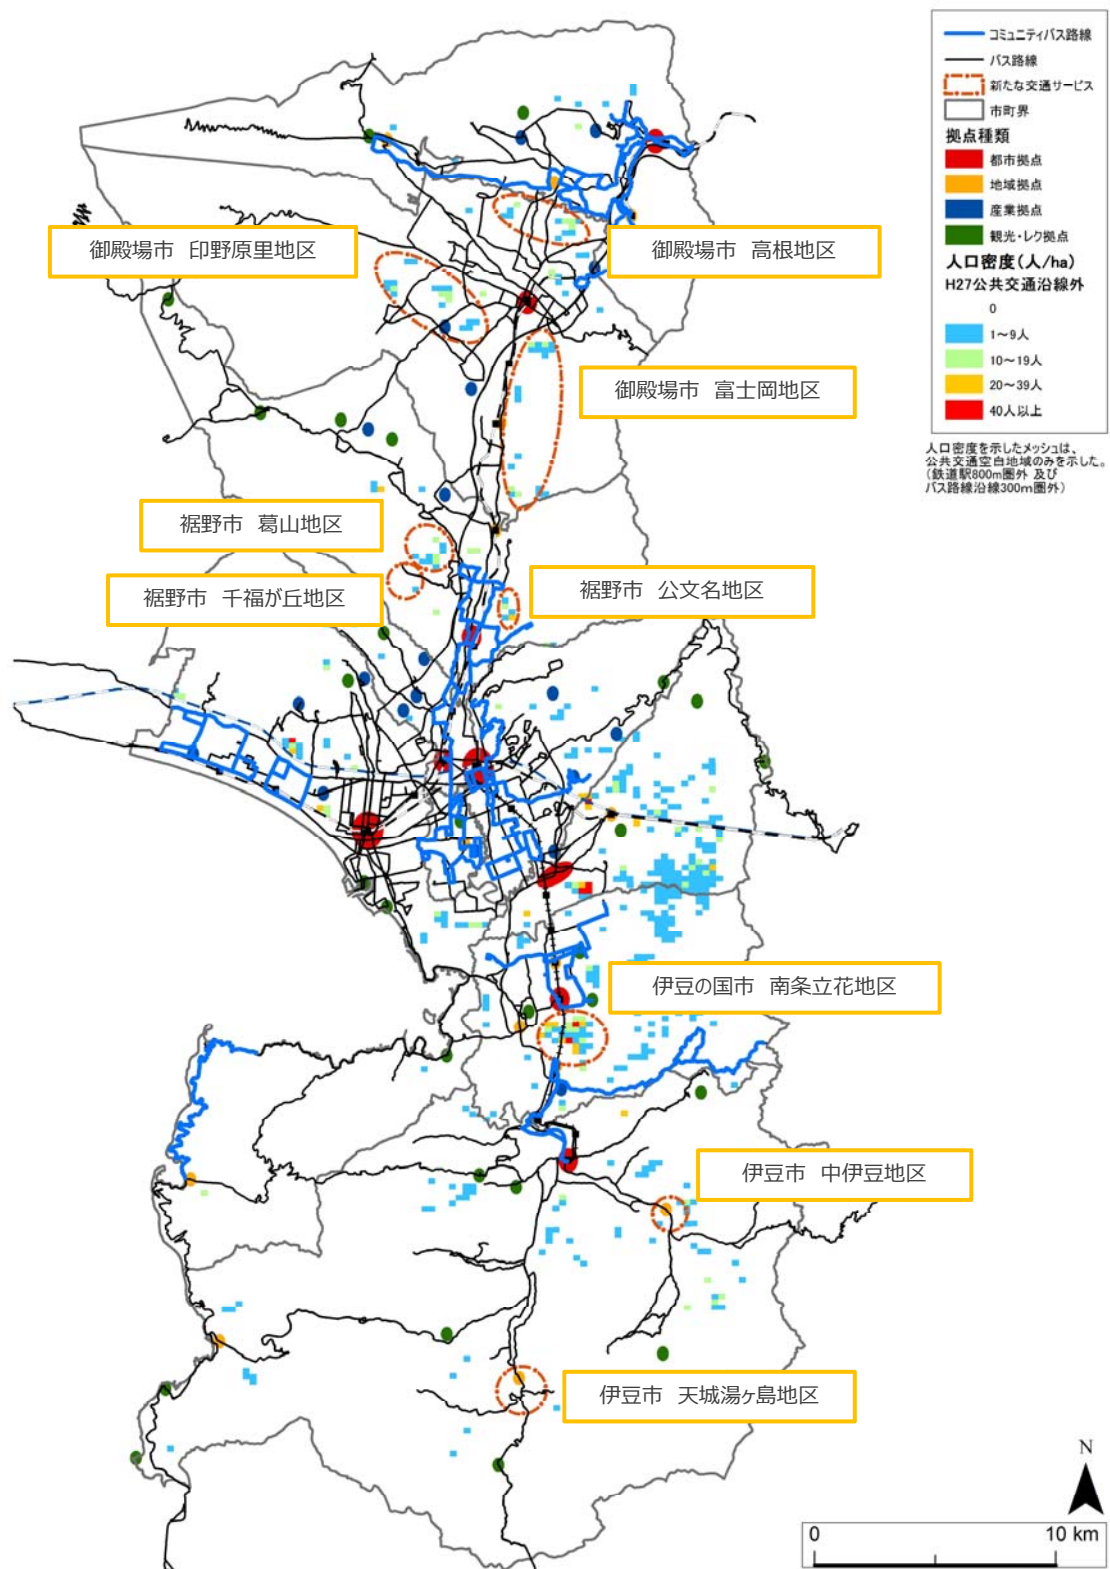 コミュニティバス路線
バス路線
新たな交通サービス
市町界
拠点種類
都市拠点
地域拠点
産業拠点
観光・レク拠点
人口密度(人/ha)
H27公共交通沿線外
0
1~9人
10~19人
20~39人
40人以上
人口密度を示したメッシュは、
公共交通空白地域のみを示した。
(鉄道駅800m圏外 及び
バス路線沿線300m圏外)
御殿場市 印野原里地区
御殿場市 高根地区
御殿場市 富士岡地区
裾野市 葛山地区
裾野市 千福が丘地区
裾野市 公文名地区
伊豆の国市 南条立花地区
伊豆市 中伊豆地区
伊豆市 天城湯ヶ島地区
N
0 10 km